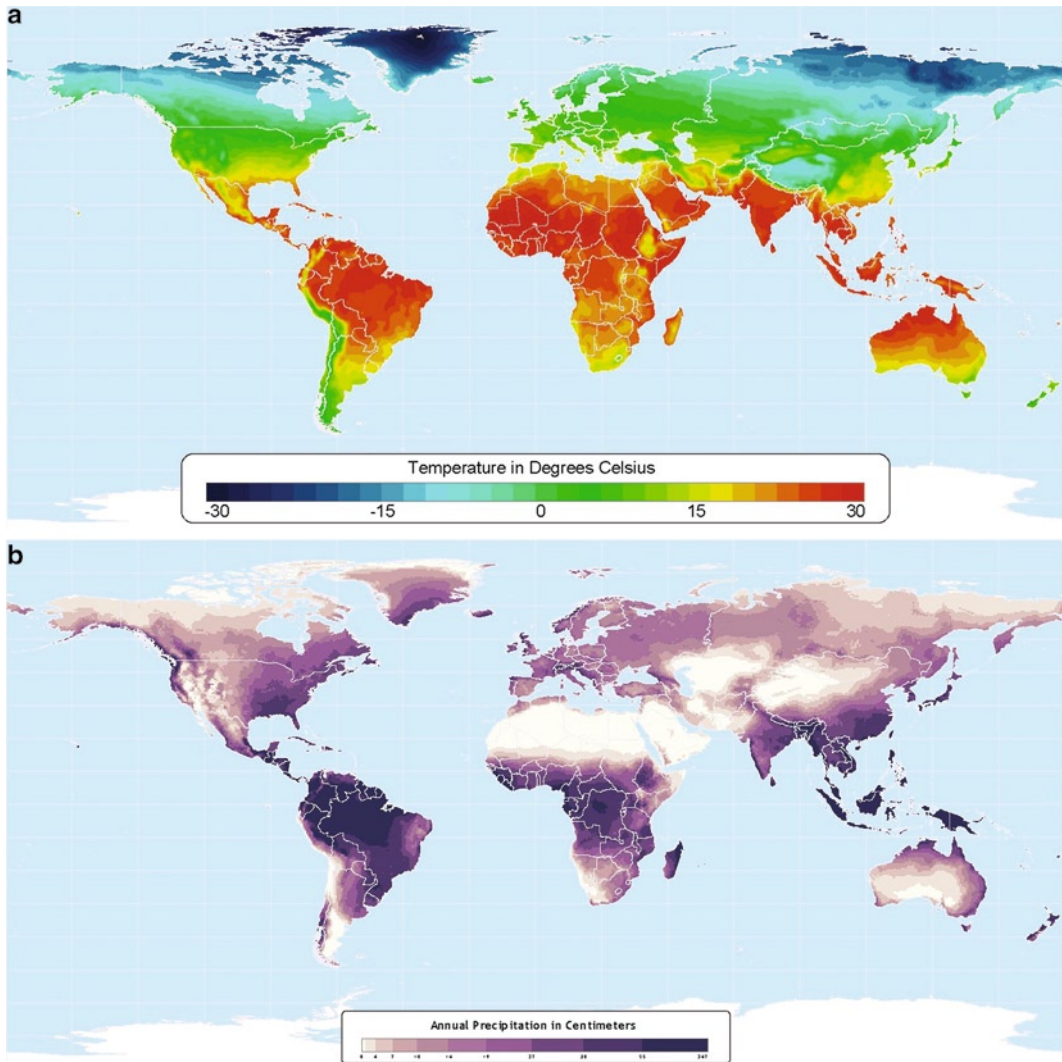 a
Temperature in Degrees Celsius
-30 -15 0 15 30
b
Annual Precipitation in Centimeters